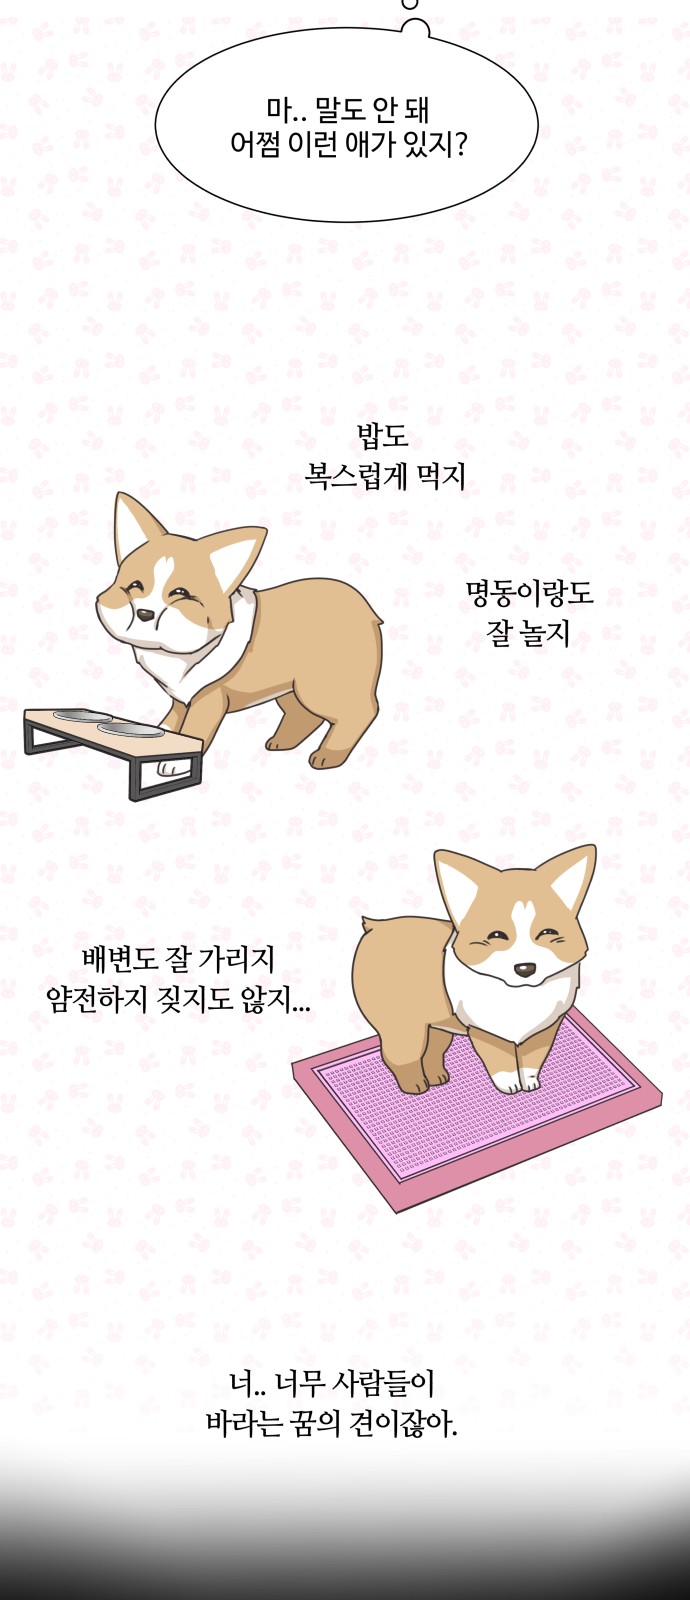 마.. 말도 안 돼
어쩜 이런 애가 있지?
밥도
복스럽게 먹지
명동이랑도
잘 놀지
배변도 잘 가리지
얌전하지 짖지도 않지...
너.. 너무 사람들이
바라는 꿈의 견이잖아.